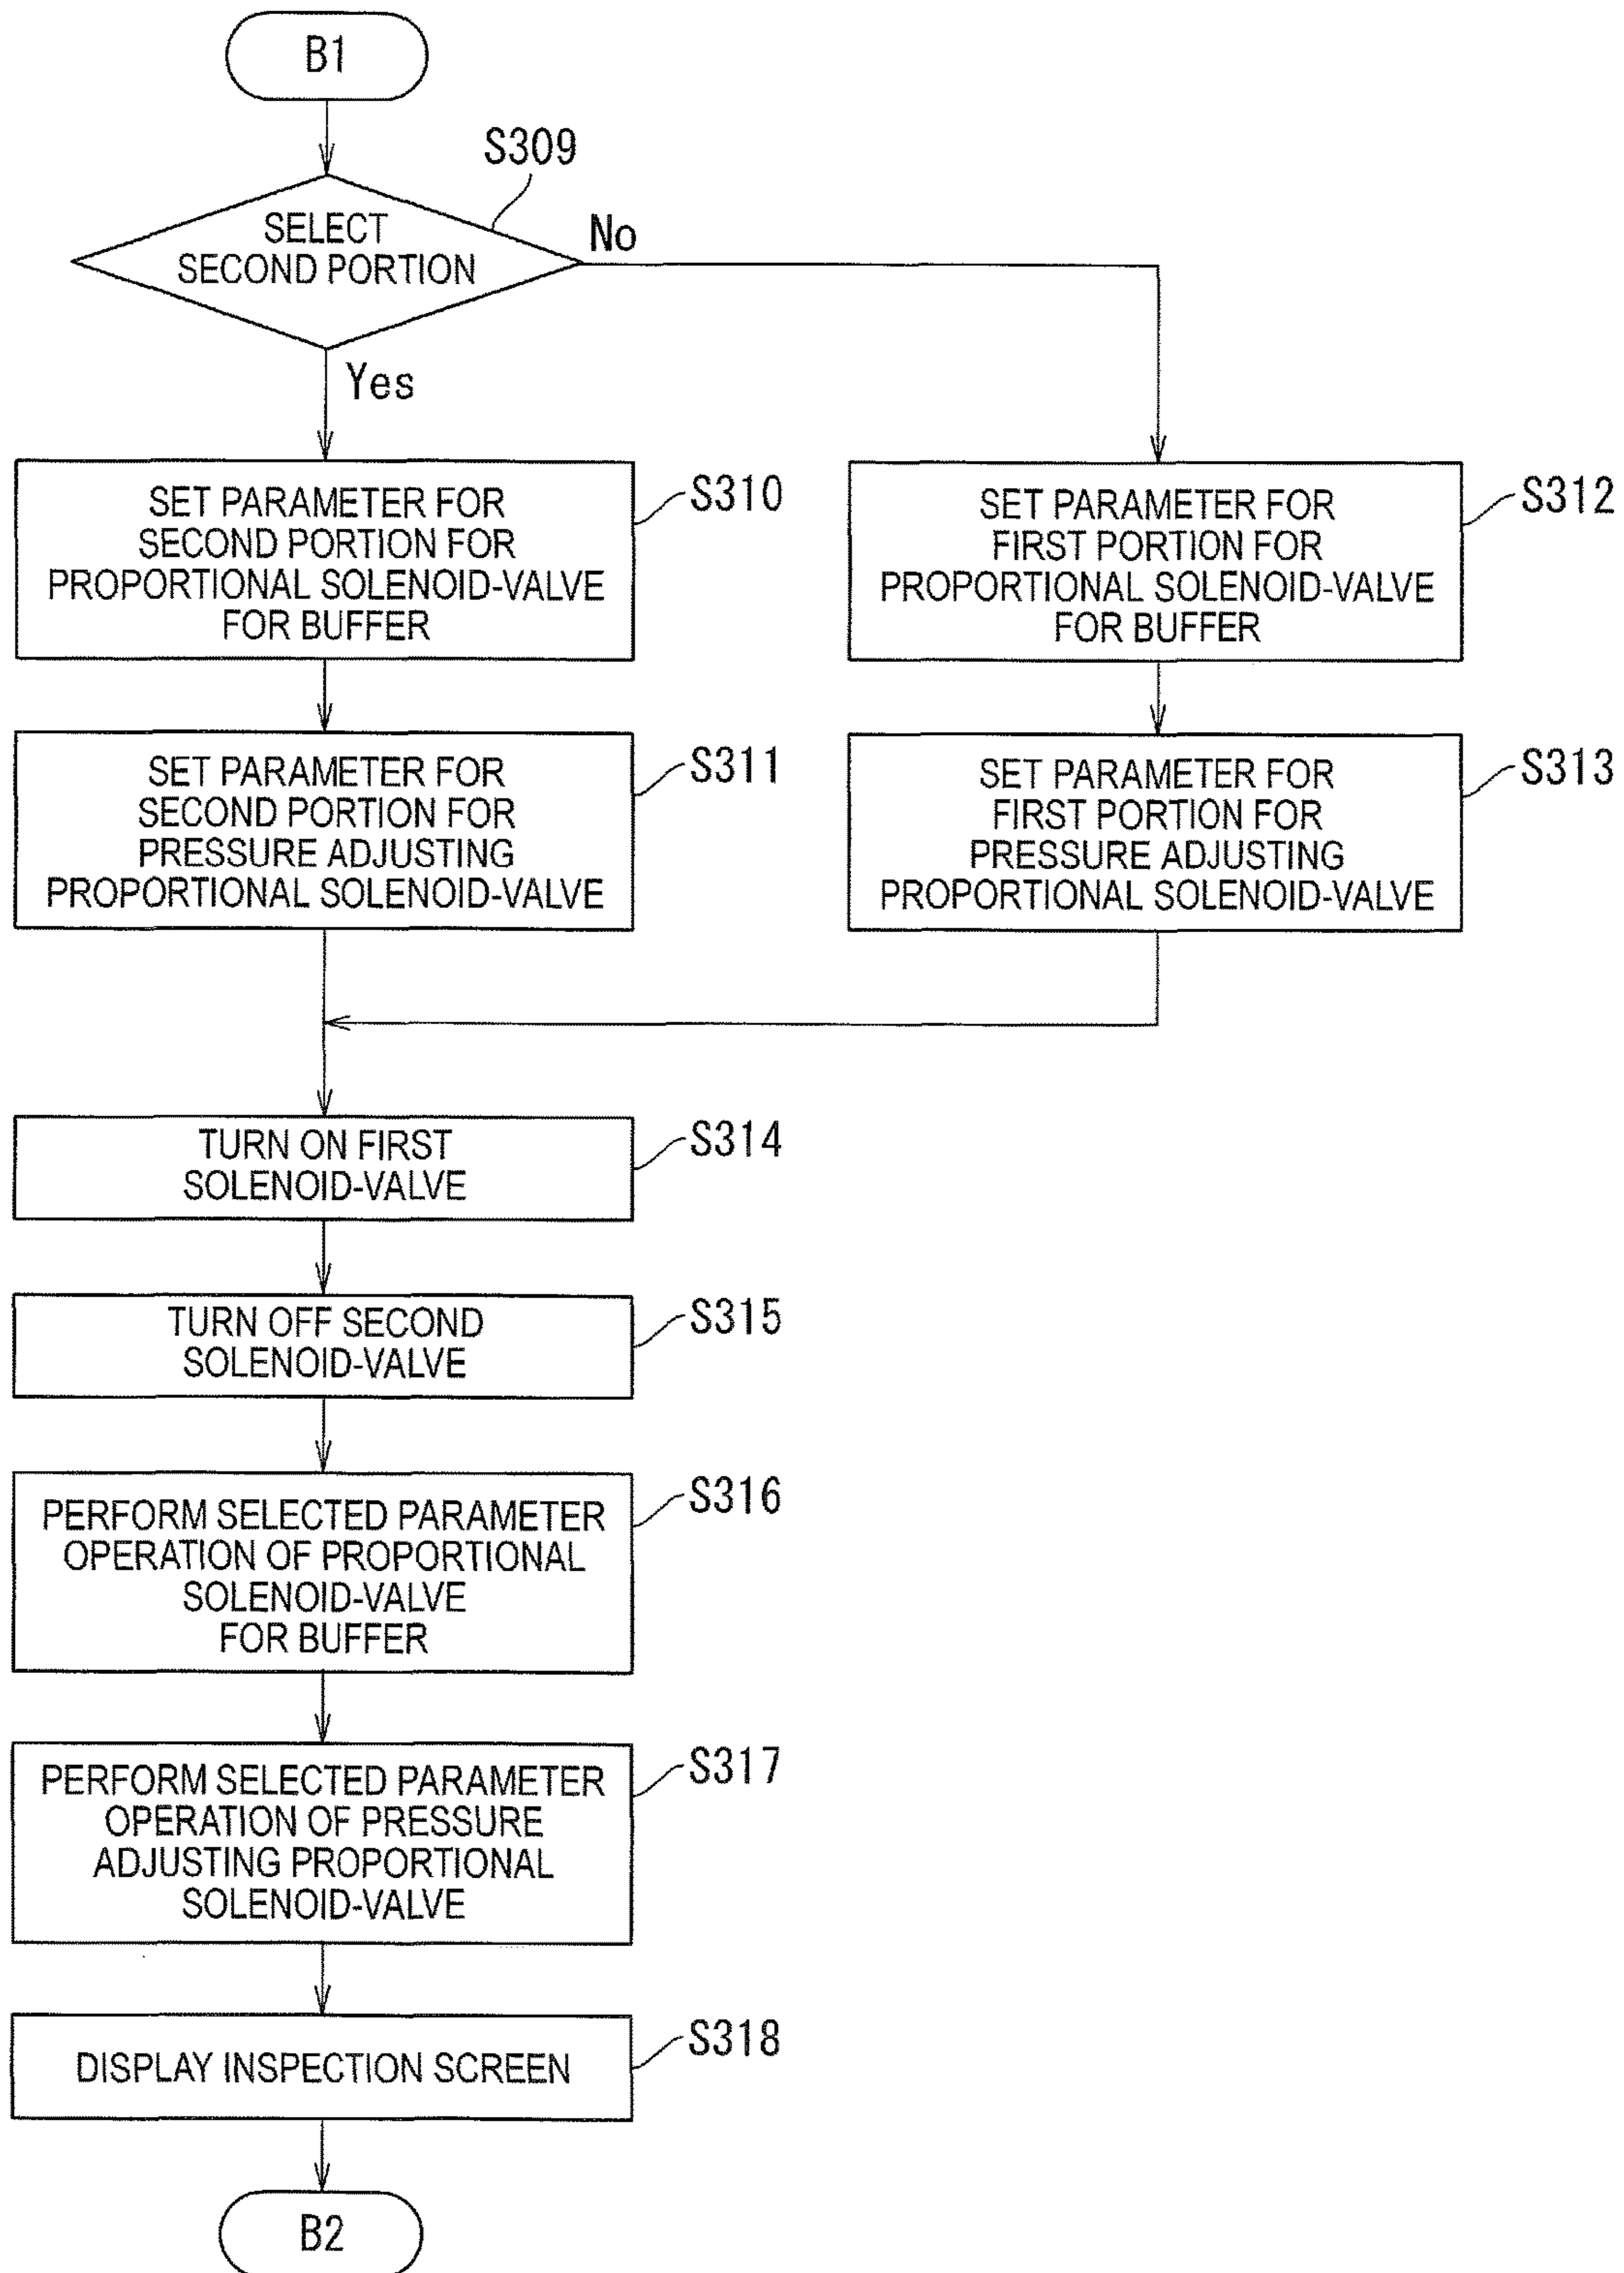 B1
S309
SELECT
SECOND PORTION
No
Yes
SET PARAMETER FOR
SECOND PORTION FOR
PROPORTIONAL SOLENOID-VALVE
FOR BUFFER
S310
SET PARAMETER FOR
FIRST PORTION FOR
PROPORTIONAL SOLENOID-VALVE
FOR BUFFER
S312
SET PARAMETER FOR
SECOND PORTION FOR
PRESSURE ADJUSTING
PROPORTIONAL SOLENOID-VALVE
S311
SET PARAMETER FOR
FIRST PORTION FOR
PRESSURE ADJUSTING
PROPORTIONAL SOLENOID-VALVE
S313
TURN ON FIRST
SOLENOID-VALVE
S314
TURN OFF SECOND
SOLENOID-VALVE
S315
PERFORM SELECTED PARAMETER
OPERATION OF PROPORTIONAL
SOLENOID-VALVE
FOR BUFFER
S316
PERFORM SELECTED PARAMETER
OPERATION OF PRESSURE
ADJUSTING PROPORTIONAL
SOLENOID-VALVE
S317
DISPLAY INSPECTION SCREEN
S318
B2